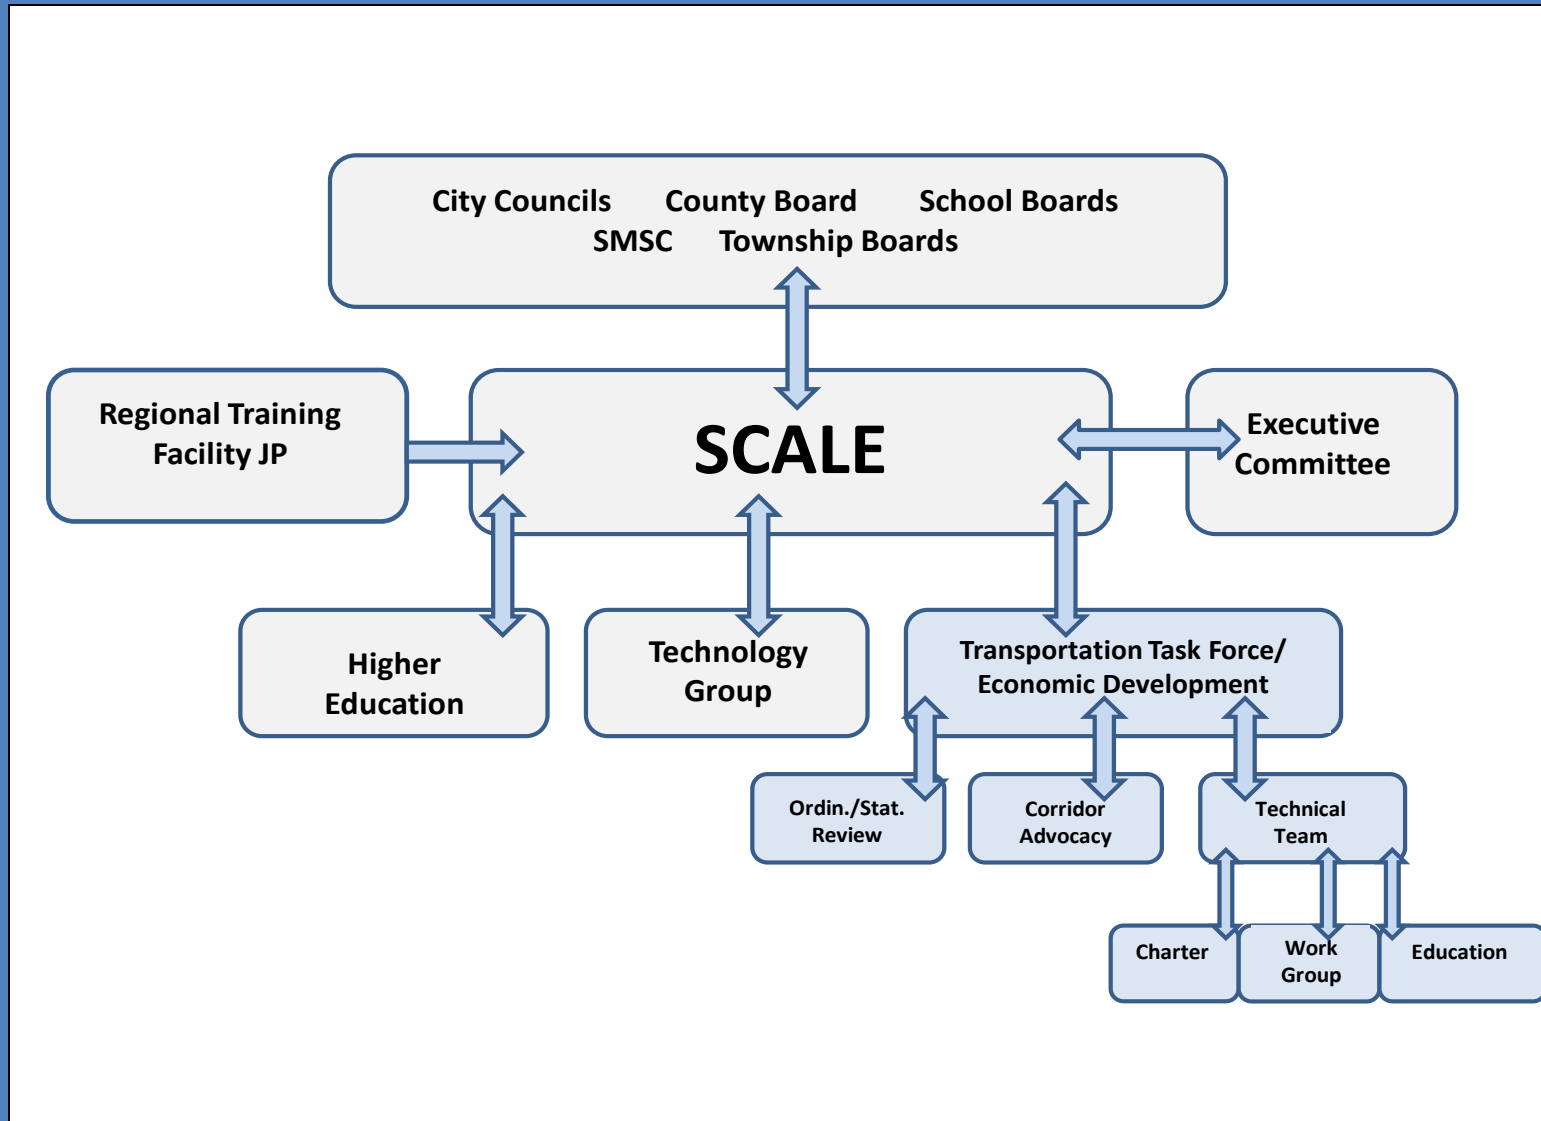 City Councils County Board School Boards
SMSC Township Boards
Regional Training
Facility JP
SCALE
Executive
Committee
Higher
Education
Technology
Group
Transportation Task Force/
Economic Development
Ordin./Stat.
Review
Corridor
Advocacy
Technical
Team
Charter
Work
Group
Education